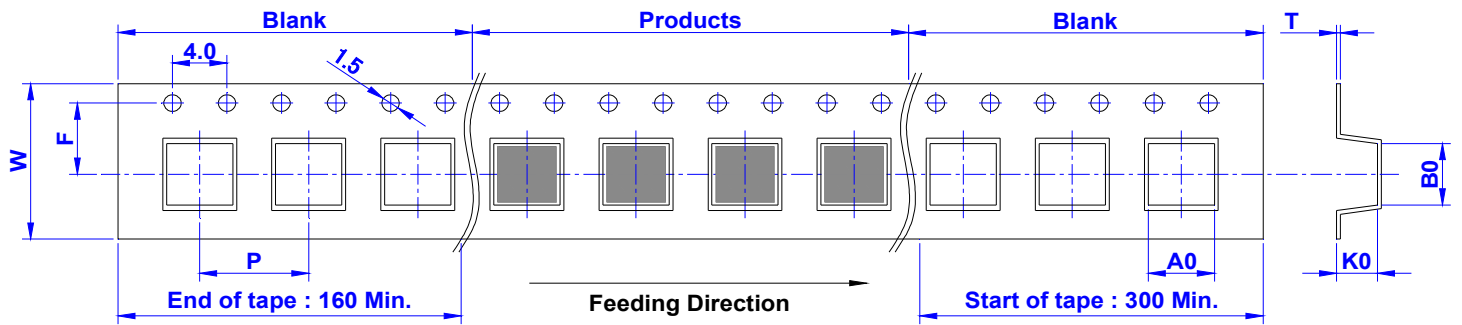 Blank
Products
Blank
T
4.0
1.5
F
W
B0
P
A0
K0
End of tape : 160 Min.
Feeding Direction
Start of tape : 300 Min.